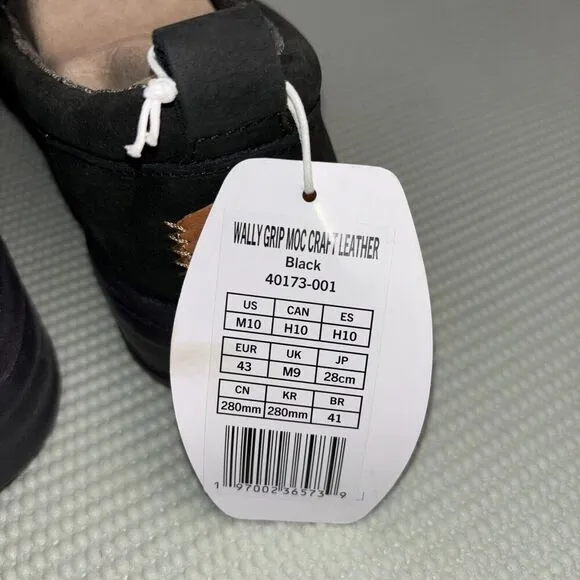 WALLY GRIP MOC CRAFT LEATHER
Black
40173-001
US CAN ES
M10 H10 H10
EUR UK JP
43 M9 28cm
CN KR BR
280mm 280mm 41
1 97002 36573 9